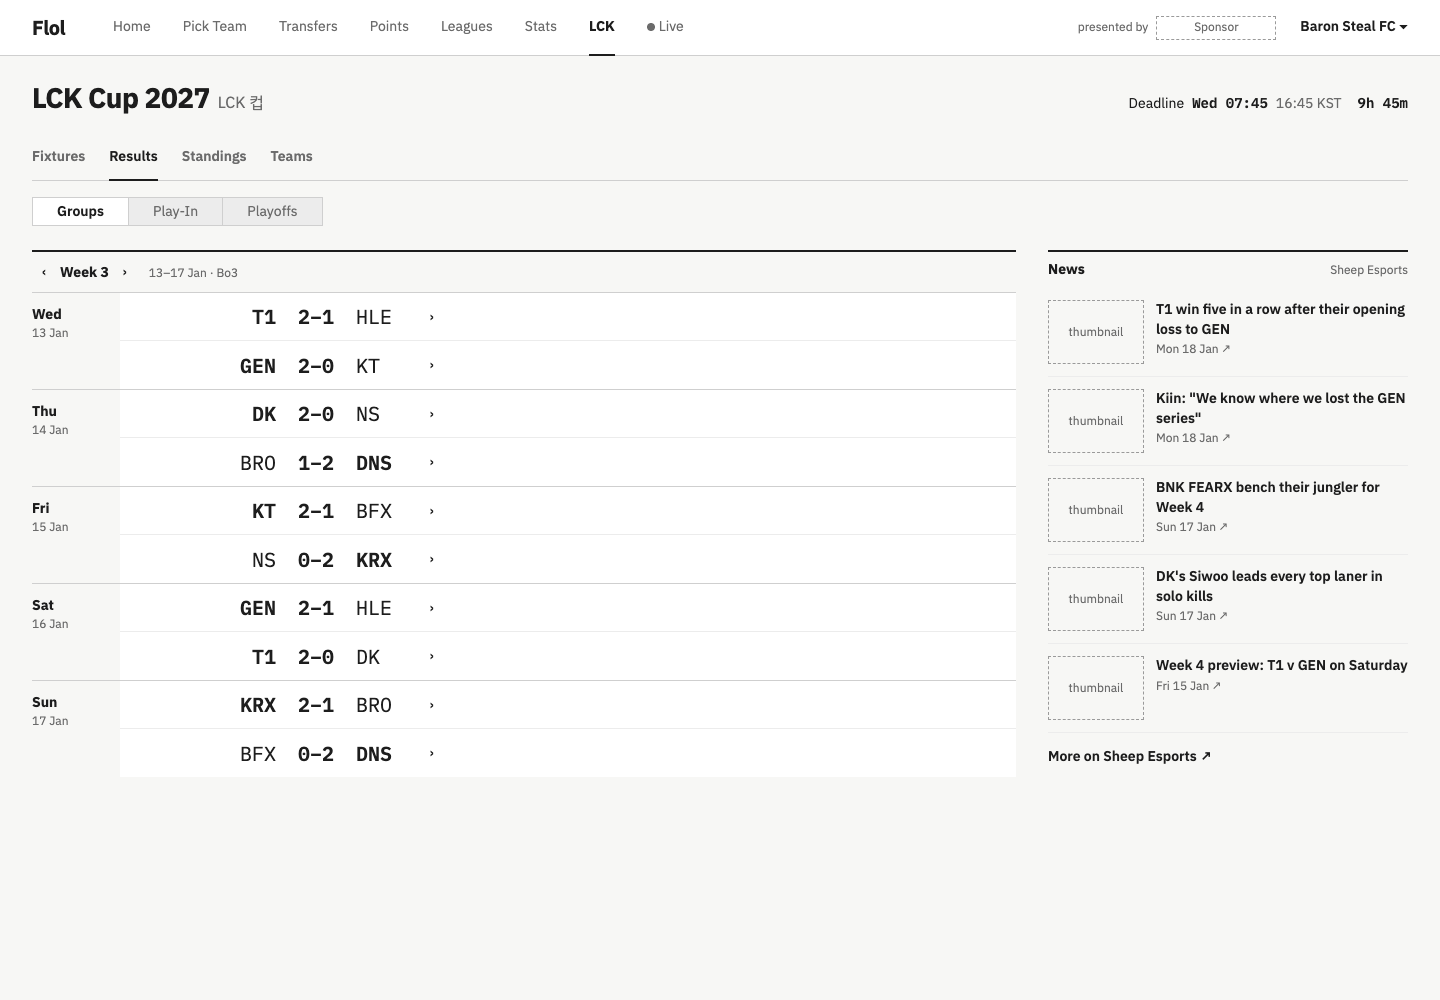 Flol
Home
Pick Team
Transfers
Points
Leagues
Stats
LCK
Live
presented by
Sponsor
Baron Steal FC
LCK Cup 2027 LCK 컵
Deadline Wed 07:45 16:45 KST 9h 45m
Fixtures
Results
Standings
Teams
Groups
Play-In
Playoffs
‹ Week 3 › 13–17 Jan · Bo3
Wed
13 Jan
T1 2–1 HLE ›
GEN 2–0 KT ›
Thu
14 Jan
DK 2–0 NS ›
BRO 1–2 DNS ›
Fri
15 Jan
KT 2–1 BFX ›
NS 0–2 KRX ›
Sat
16 Jan
GEN 2–1 HLE ›
T1 2–0 DK ›
Sun
17 Jan
KRX 2–1 BRO ›
BFX 0–2 DNS ›
News
Sheep Esports
thumbnail
T1 win five in a row after their opening
loss to GEN
Mon 18 Jan ↗
thumbnail
Kiin: "We know where we lost the GEN
series"
Mon 18 Jan ↗
thumbnail
BNK FEARX bench their jungler for
Week 4
Sun 17 Jan ↗
thumbnail
DK's Siwoo leads every top laner in
solo kills
Sun 17 Jan ↗
thumbnail
Week 4 preview: T1 v GEN on Saturday
Fri 15 Jan ↗
More on Sheep Esports ↗